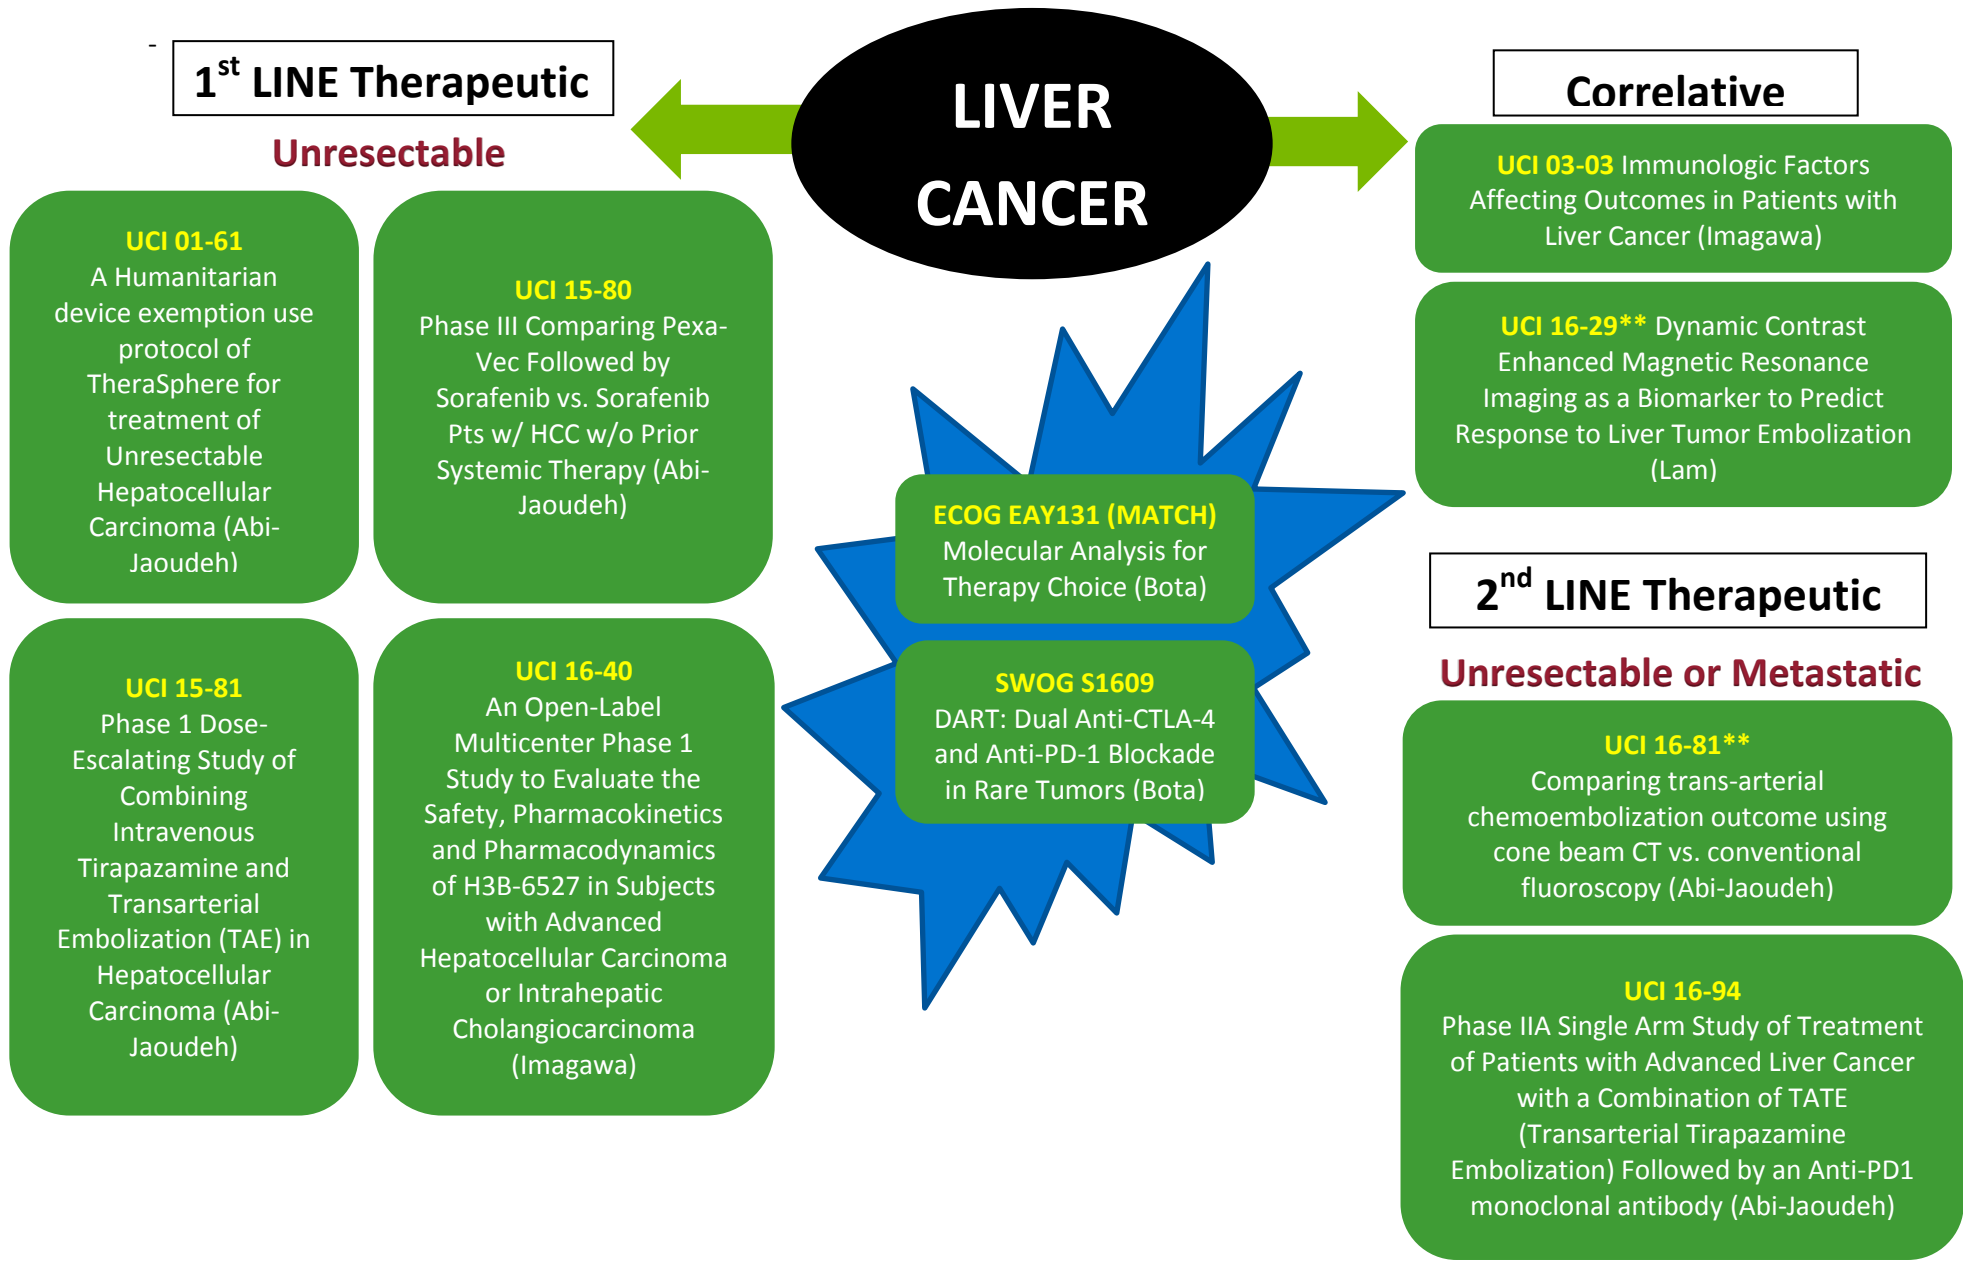 -
1st LINE Therapeutic
Unresectable
UCI 01-61
A Humanitarian
device exemption use
protocol of
TheraSphere for
treatment of
Unresectable
Hepatocellular
Carcinoma (Abi-
Jaoudeh)
UCI 15-80
Phase III Comparing Pexa-
Vec Followed by
Sorafenib vs. Sorafenib
Pts w/ HCC w/o Prior
Systemic Therapy (Abi-
Jaoudeh)
UCI 15-81
Phase 1 Dose-
Escalating Study of
Combining
Intravenous
Tirapazamine and
Transarterial
Embolization (TAE) in
Hepatocellular
Carcinoma (Abi-
Jaoudeh)
UCI 16-40
An Open-Label
Multicenter Phase 1
Study to Evaluate the
Safety, Pharmacokinetics
and Pharmacodynamics
of H3B-6527 in Subjects
with Advanced
Hepatocellular Carcinoma
or Intrahepatic
Cholangiocarcinoma
(Imagawa)
LIVER
CANCER
ECOG EAY131 (MATCH)
Molecular Analysis for
Therapy Choice (Bota)
SWOG S1609
DART: Dual Anti-CTLA-4
and Anti-PD-1 Blockade
in Rare Tumors (Bota)
Correlative
UCI 03-03 Immunologic Factors
Affecting Outcomes in Patients with
Liver Cancer (Imagawa)
UCI 16-29** Dynamic Contrast
Enhanced Magnetic Resonance
Imaging as a Biomarker to Predict
Response to Liver Tumor Embolization
(Lam)
2nd LINE Therapeutic
Unresectable or Metastatic
UCI 16-81**
Comparing trans-arterial
chemoembolization outcome using
cone beam CT vs. conventional
fluoroscopy (Abi-Jaoudeh)
UCI 16-94
Phase IIA Single Arm Study of Treatment
of Patients with Advanced Liver Cancer
with a Combination of TATE
(Transarterial Tirapazamine
Embolization) Followed by an Anti-PD1
monoclonal antibody (Abi-Jaoudeh)